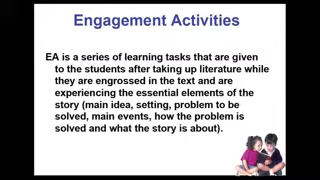 Engagement Activities
EA is a series of learning tasks that are given
to the students after taking up literature while
they are engrossed in the text and are
experiencing the essential elements of the
story (main idea, setting, problem to be
solved, main events, how the problem is
solved and what the story is about).